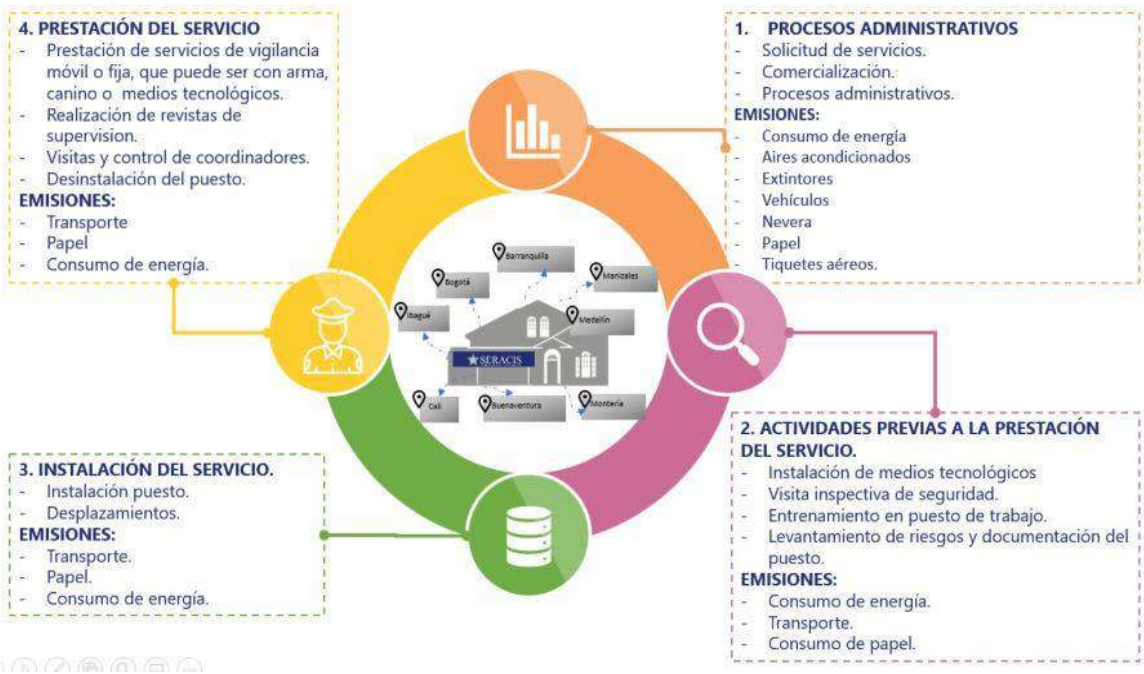 4. PRESTACIÓN DEL SERVICIO
- Prestación de servicios de vigilancia
móvil o fija, que puede ser con arma,
canino o medios tecnológicos.
- Realización de revistas de
supervision.
- Visitas y control de coordinadores.
- Desinstalación del puesto.
EMISIONES:
- Transporte
- Papel
- Consumo de energía.
1. PROCESOS ADMINISTRATIVOS
- Solicitud de servicios.
- Comercialización.
- Procesos administrativos.
EMISIONES:
- Consumo de energía
- Aires acondicionados
- Extintores
- Vehículos
- Nevera
- Papel
- Tiquetes aéreos.
Barranquilla
Manizales
Bogotá
Ibagué
Medellín
SERACIS
Cali
Buenaventura
Montería
3. INSTALACIÓN DEL SERVICIO.
- Instalación puesto.
- Desplazamientos.
EMISIONES:
- Transporte.
- Papel.
- Consumo de energía.
2. ACTIVIDADES PREVIAS A LA PRESTACIÓN
DEL SERVICIO.
- Instalación de medios tecnológicos
- Visita inspectiva de seguridad.
- Entrenamiento en puesto de trabajo.
- Levantamiento de riesgos y documentación del
puesto.
EMISIONES:
- Consumo de energía.
- Transporte.
- Consumo de papel.